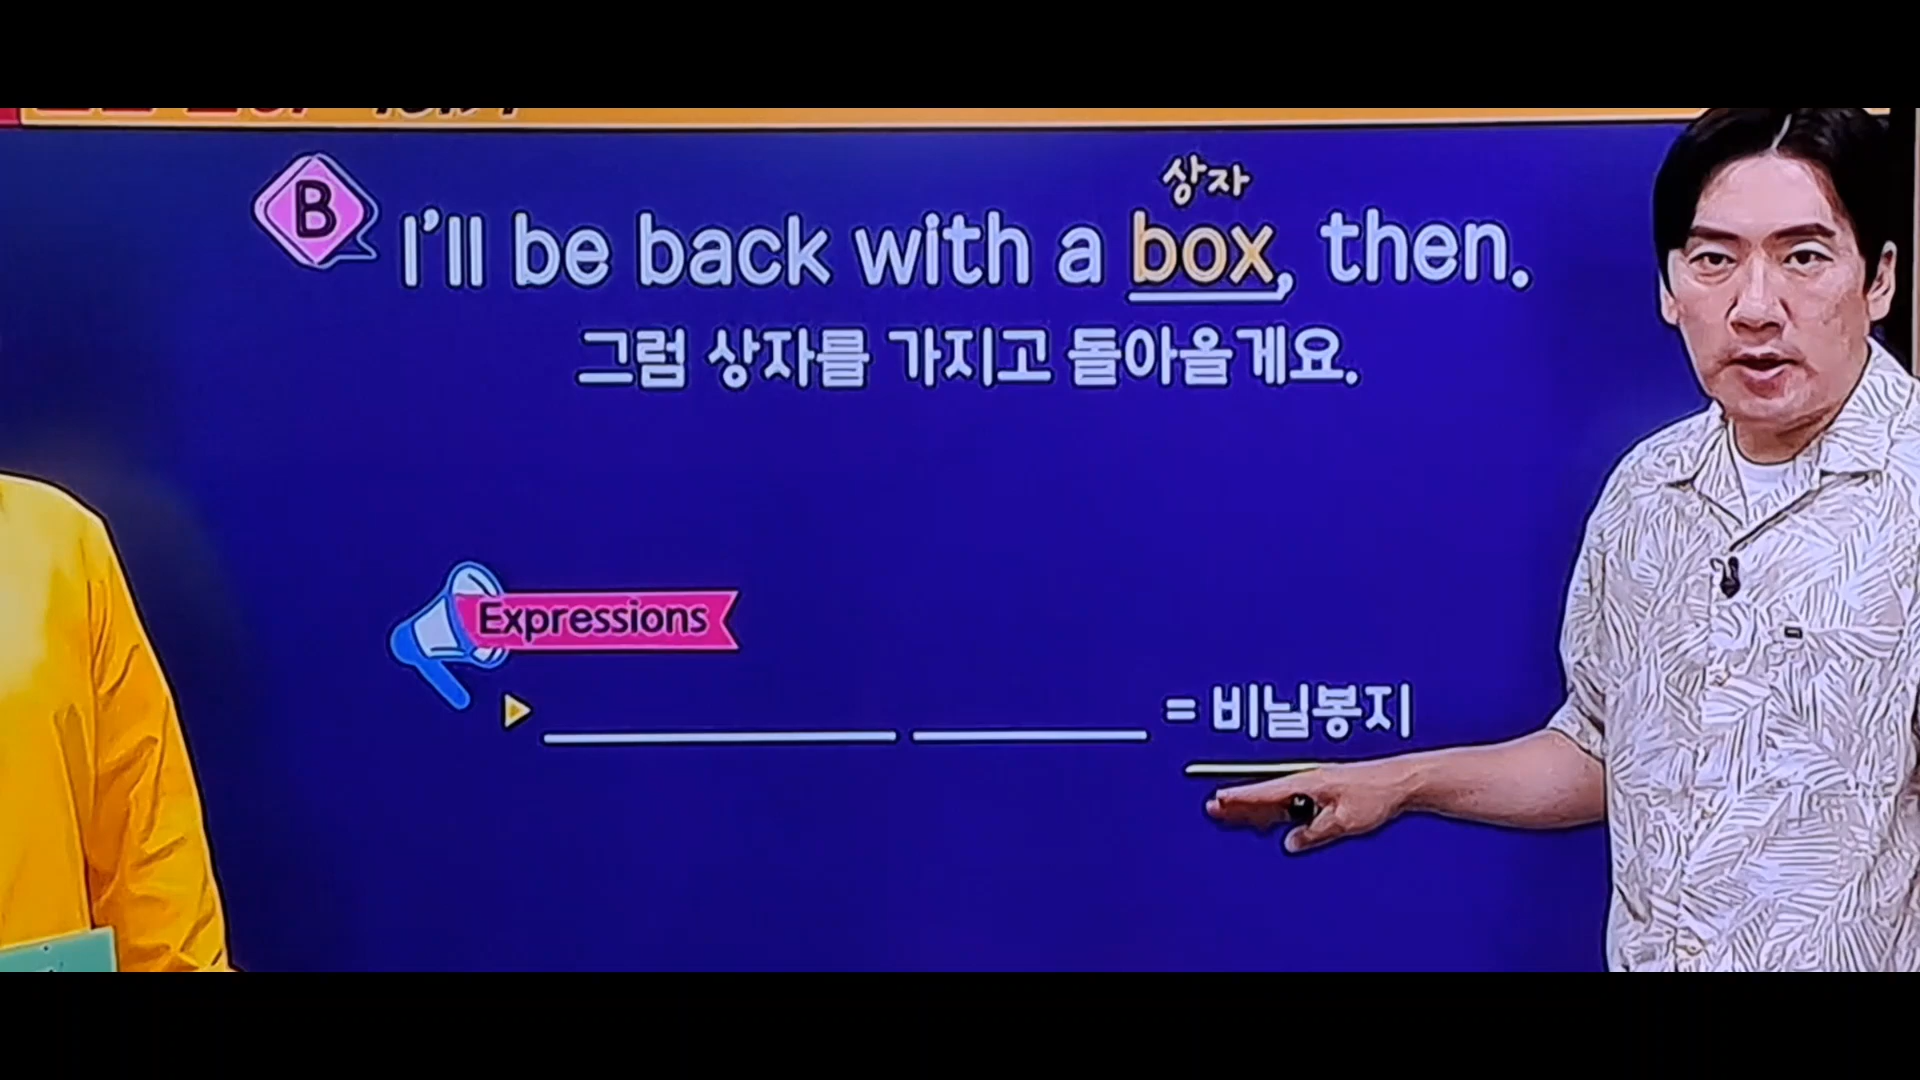 B
상자
I'll be back with a box, then.
그럼 상자를 가지고 돌아올게요.
Expressions
= 비닐봉지